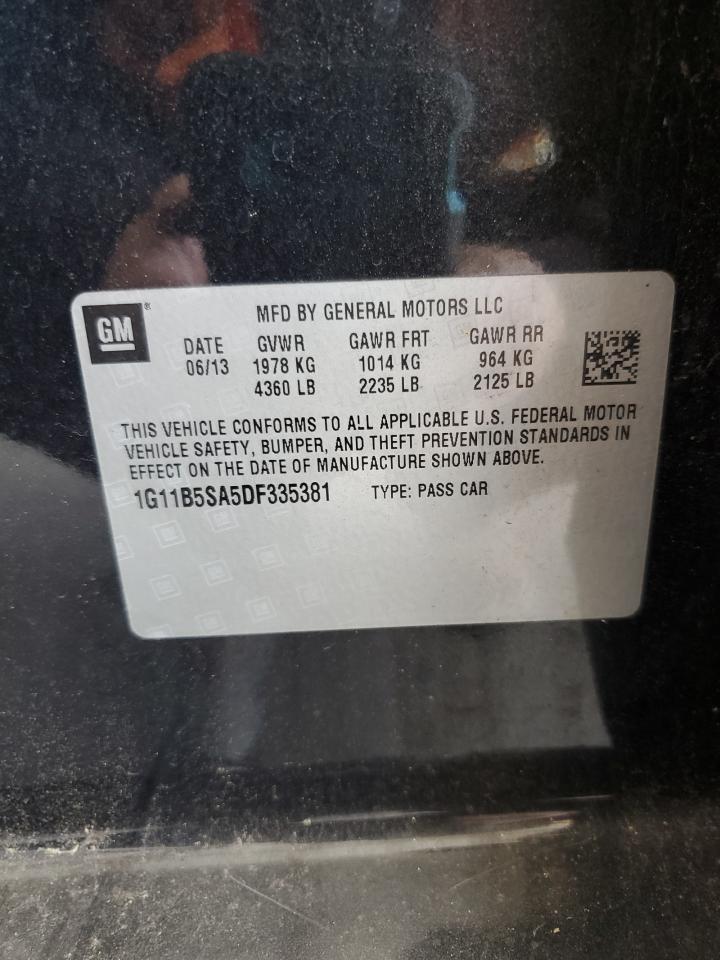 GM®
MFD BY GENERAL MOTORS LLC
DATE GVWR GAWR FRT GAWR RR
06/13 1978 KG 1014 KG 964 KG
4360 LB 2235 LB 2125 LB
THIS VEHICLE CONFORMS TO ALL APPLICABLE U.S. FEDERAL MOTOR
VEHICLE SAFETY, BUMPER, AND THEFT PREVENTION STANDARDS IN
EFFECT ON THE DATE OF MANUFACTURE SHOWN ABOVE.
1G11B5SA5DF335381 TYPE: PASS CAR